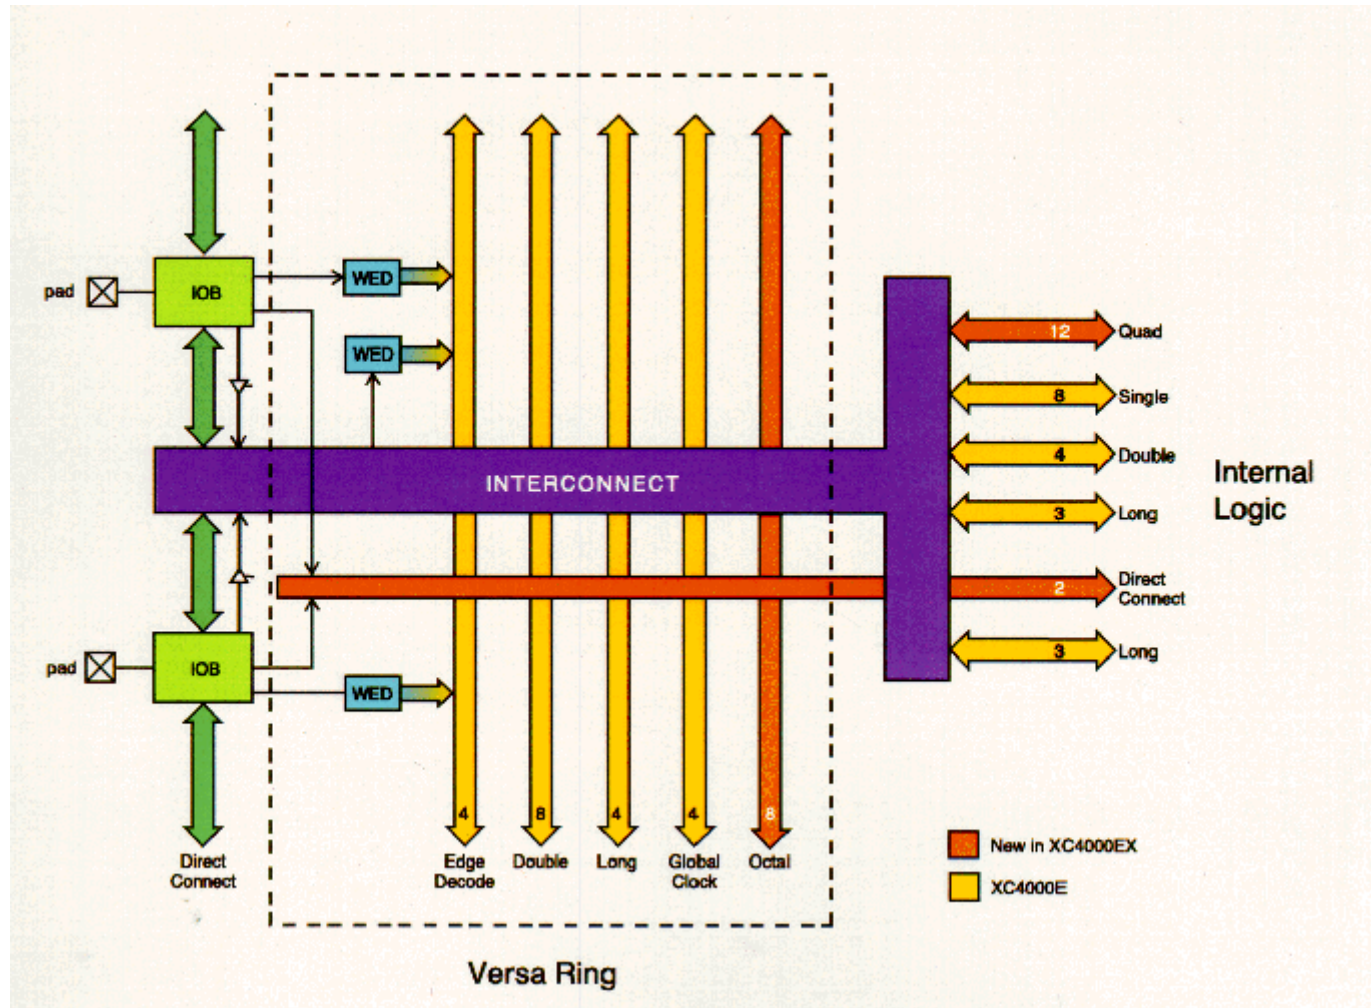 pad
IOB
WED
WED
INTERCONNECT
12
Quad
8
Single
4
Double
3
Long
Internal
Logic
2
Direct
Connect
3
Long
pad
IOB
WED
4
8
4
4
8
Direct
Connect
Edge
Decode
Double
Long
Global
Clock
Octal
New in XC4000EX
XC4000E
Versa Ring